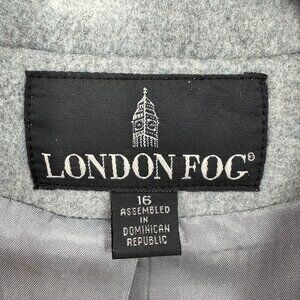 LONDON FOG®
16
ASSEMBLED
IN
DOMINICAN
REPUBLIC